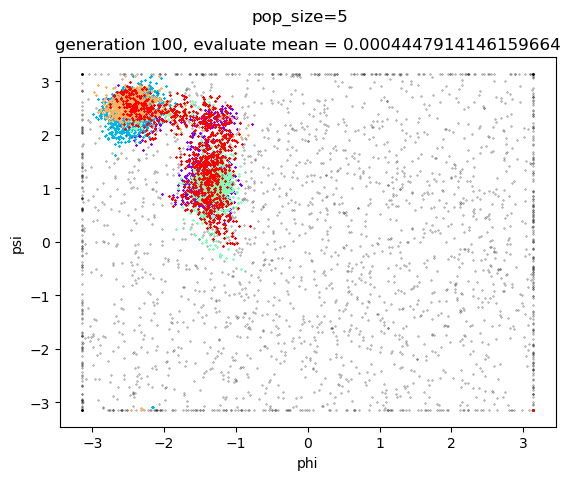 pop_size=5
generation 100, evaluate mean = 0.0004447914146159664
3
2
1
0
−1
−2
−3
psi
−3 −2 −1 0 1 2 3
phi